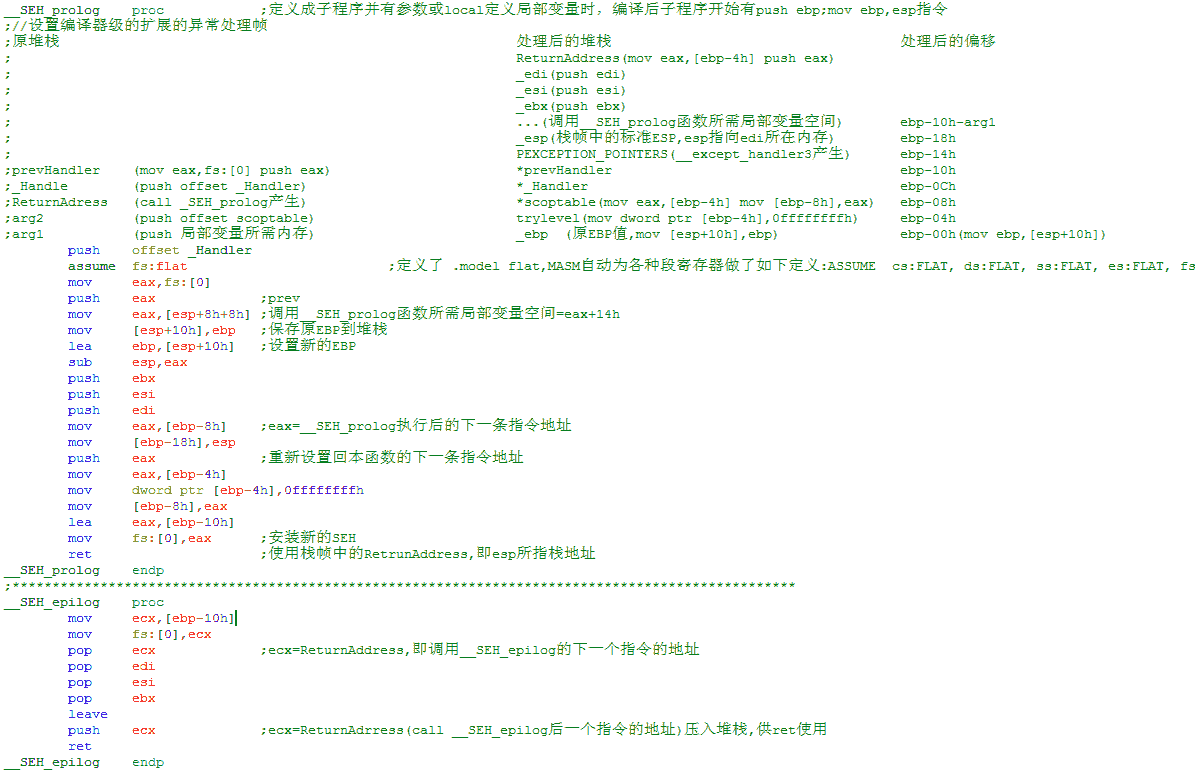 __SEH_prolog    proc            ;定义成子程序并有参数或local定义局部变量时，编译后子程序开始有push ebp;mov ebp,esp指令
;//设置编译器级的扩展的异常处理帧
;原堆栈                                                         处理后的堆栈                                    处理后的偏移
;                                                               ReturnAddress(mov eax,[ebp-4h] push eax)
;                                                               _edi(push edi)
;                                                               _esi(push esi)
;                                                               _ebx(push ebx)
;                                                               ...(调用__SEH_prolog函数所需局部变量空间)       ebp-10h-arg1
;                                                               _esp(栈帧中的标准ESP,esp指向edi所在内存)        ebp-18h
;                                                               PEXCEPTION_POINTERS(__except_handler3产生)      ebp-14h
;prevHandler    (mov eax,fs:[0] push eax)                       *prevHandler                                    ebp-10h
;_Handle        (push offset _Handler)                          *_Handler                                       ebp-0Ch
;ReturnAdress   (call _SEH_prolog产生)                          *scoptable(mov eax,[ebp-4h] mov [ebp-8h],eax)   ebp-08h
;arg2           (push offset scoptable)                         trylevel(mov dword ptr [ebp-4h],0ffffffffh)     ebp-04h
;arg1           (push 局部变量所需内存)                         _ebp  (原EBP值,mov [esp+10h],ebp)               ebp-00h(mov ebp,[esp+10h])
        push    offset _Handler
        assume  fs:flat                         ;定义了 .model flat,MASM自动为各种段寄存器做了如下定义:ASSUME  cs:FLAT, ds:FLAT, ss:FLAT, es:FLAT, fs
        mov     eax,fs:[0]
        push    eax             ;prev
        mov     eax,[esp+8h+8h] ;调用__SEH_prolog函数所需局部变量空间=eax+14h
        mov     [esp+10h],ebp   ;保存原EBP到堆栈
        lea     ebp,[esp+10h]   ;设置新的EBP
        sub     esp,eax
        push    ebx
        push    esi
        push    edi
        mov     eax,[ebp-8h]    ;eax=__SEH_prolog执行后的下一条指令地址
        mov     [ebp-18h],esp
        push    eax             ;重新设置回本函数的下一条指令地址
        mov     eax,[ebp-4h]
        mov     dword ptr [ebp-4h],0ffffffffh
        mov     [ebp-8h],eax
        lea     eax,[ebp-10h]
        mov     fs:[0],eax      ;安装新的SEH
        ret                     ;使用栈帧中的RetrunAddress,即esp所指栈地址
__SEH_prolog    endp
;**************************************************************************************************
__SEH_epilog    proc
        mov     ecx,[ebp-10h]
        mov     fs:[0],ecx
        pop     ecx             ;ecx=ReturnAddress,即调用__SEH_epilog的下一个指令的地址
        pop     edi
        pop     esi
        pop     ebx
        leave
        push    ecx             ;ecx=ReturnAdrress(call __SEH_epilog后一个指令的地址)压入堆栈,供ret使用
        ret
__SEH_epilog    endp